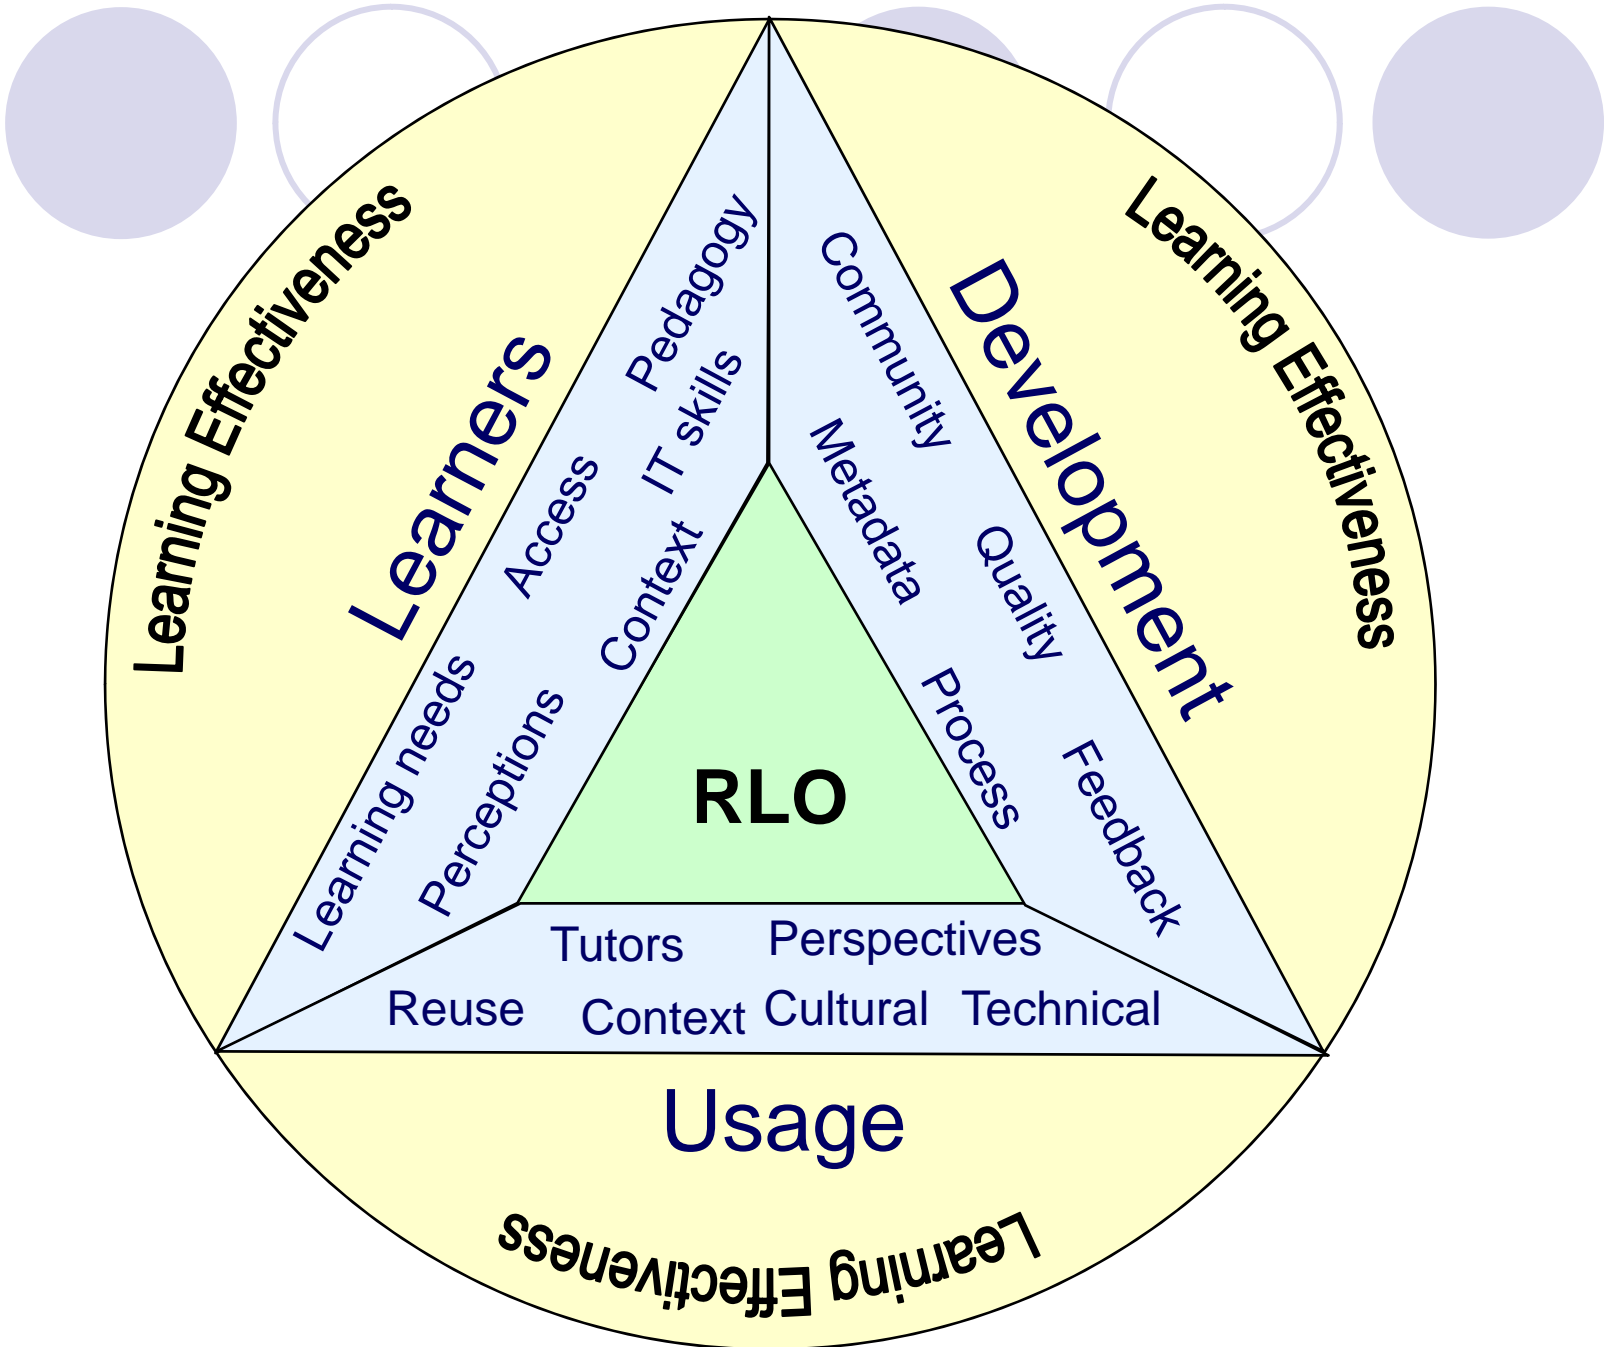 Learning Effectiveness
Learning Effectiveness
Learners
Development
Pedagogy
IT skills
Access
Context
Learning needs
Perceptions
Community
Metadata
Quality
Process
Feedback
RLO
Tutors
Perspectives
Reuse
Context
Cultural
Technical
Usage
Learning Effectiveness